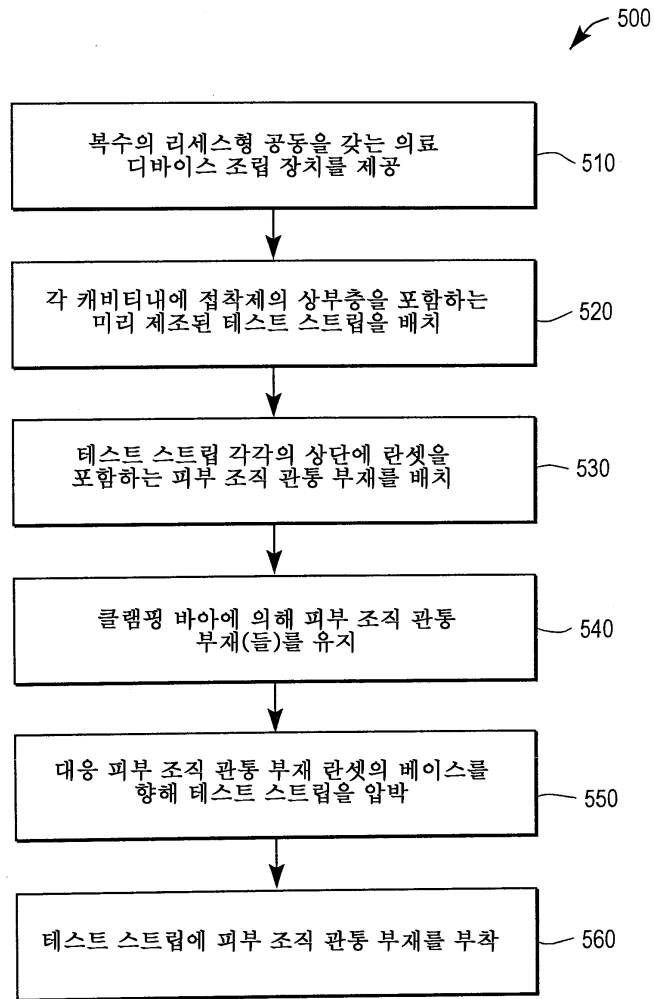 500
복수의 리세스형 공동을 갖는 의료
디바이스 조립 장치를 제공
510
각 캐비티내에 접착제의 상부층을 포함하는
미리 제조된 테스트 스트립을 배치
520
테스트 스트립 각각의 상단에 란셋을
포함하는 피부 조직 관통 부재를 배치
530
클램핑 바아에 의해 피부 조직 관통
부재(들)를 유지
540
대응 피부 조직 관통 부재 란셋의 베이스를
향해 테스트 스트립을 압박
550
테스트 스트립에 피부 조직 관통 부재를 부착
560